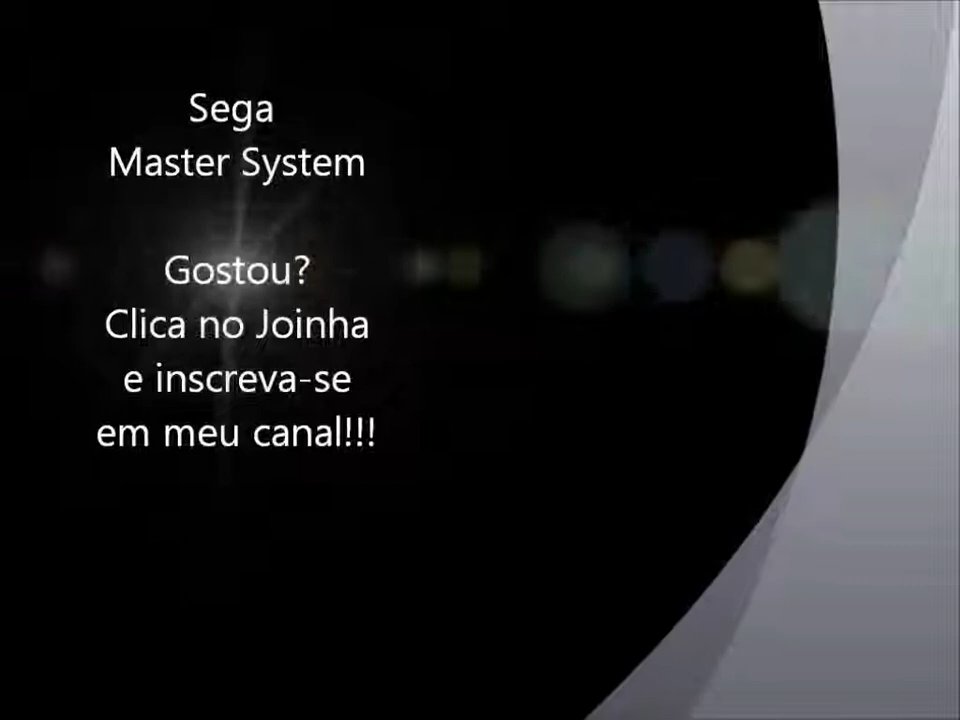 Sega
Master System
Gostou?
Clica no Joinha
e inscreva-se
em meu canal!!!